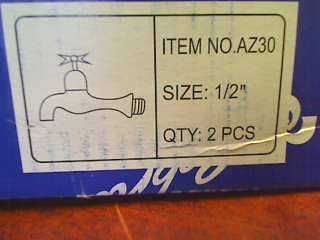 ITEM NO.AZ30
SIZE: 1/2"
QTY: 2 PCS